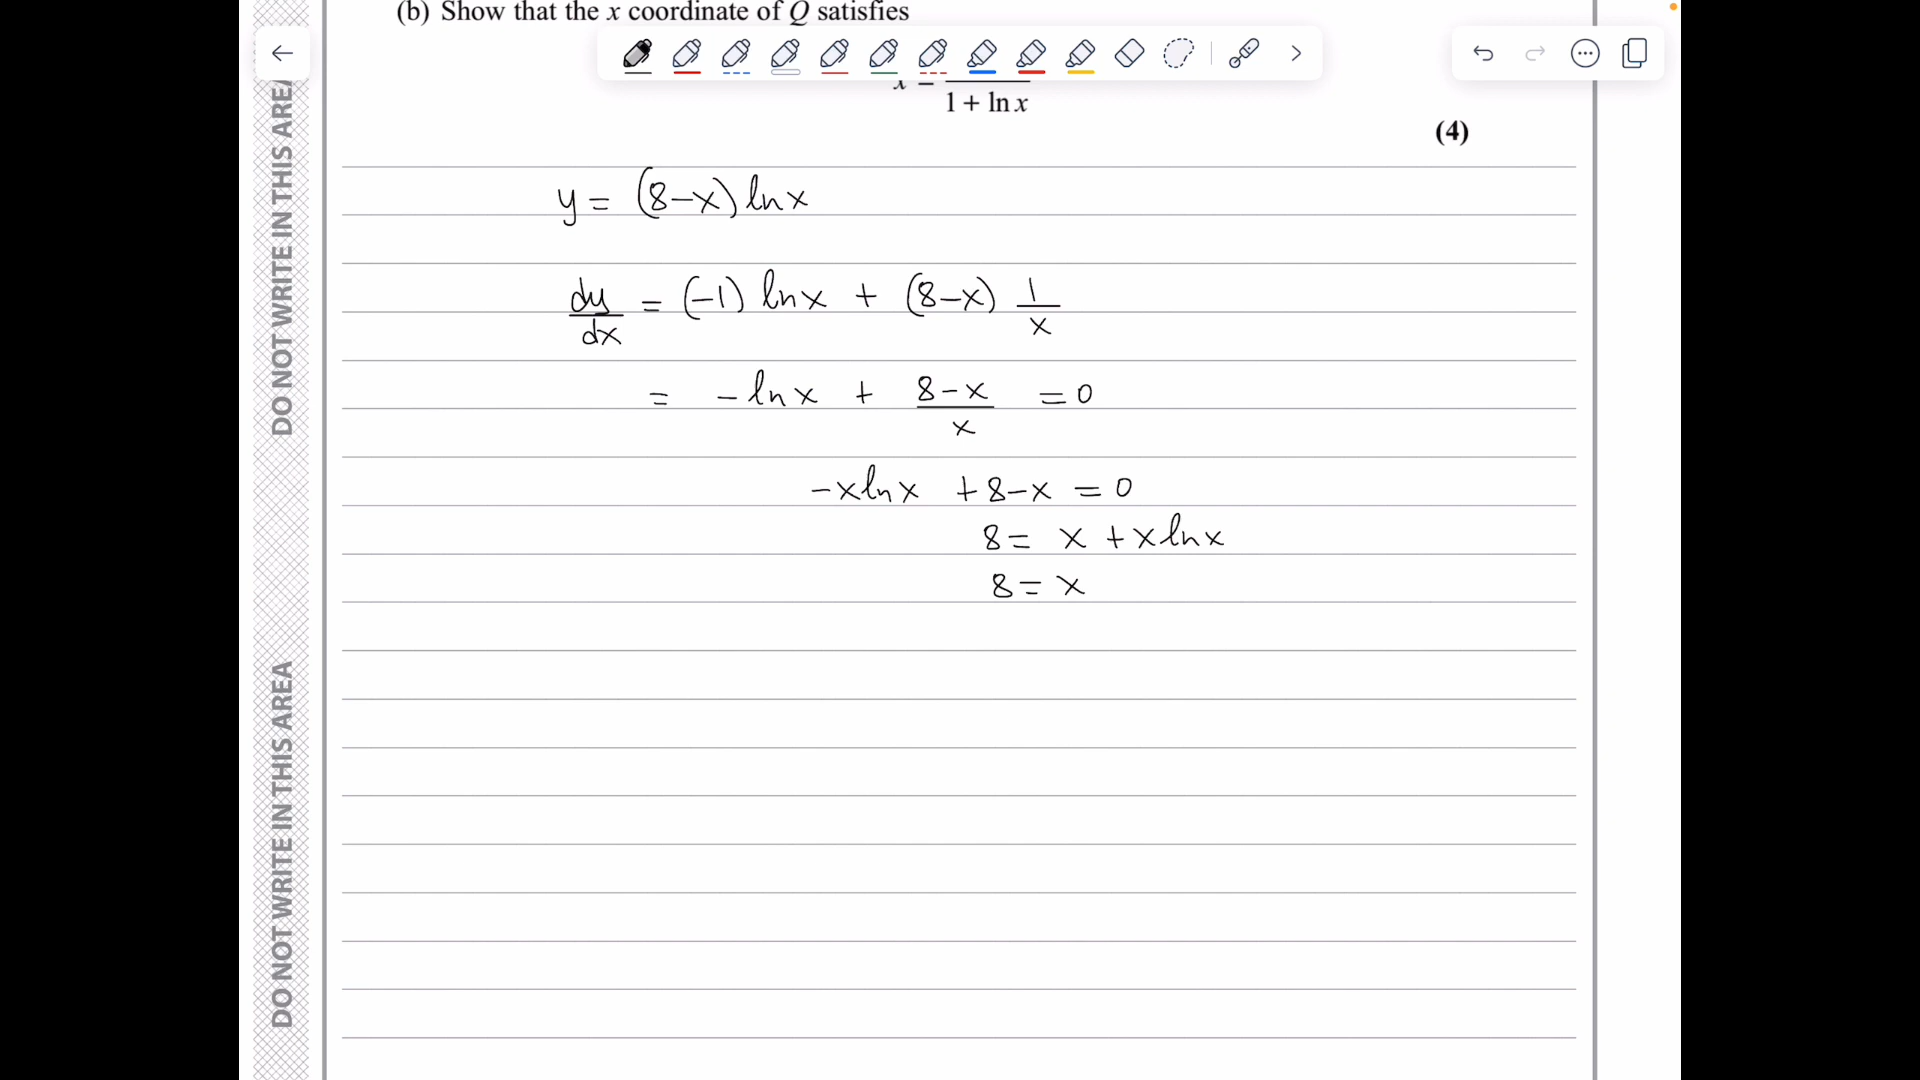 (b) Show that the x coordinate of Q satisfies
1 + ln x
(4)
y = (8-x) ln x
dy/dx = (-1) ln x + (8-x) 1/x
= -ln x + (8-x)/x = 0
-x ln x + 8-x = 0
8 = x + x ln x
8 = x
DO NOT WRITE IN THIS AREA
DO NOT WRITE IN THIS AREA